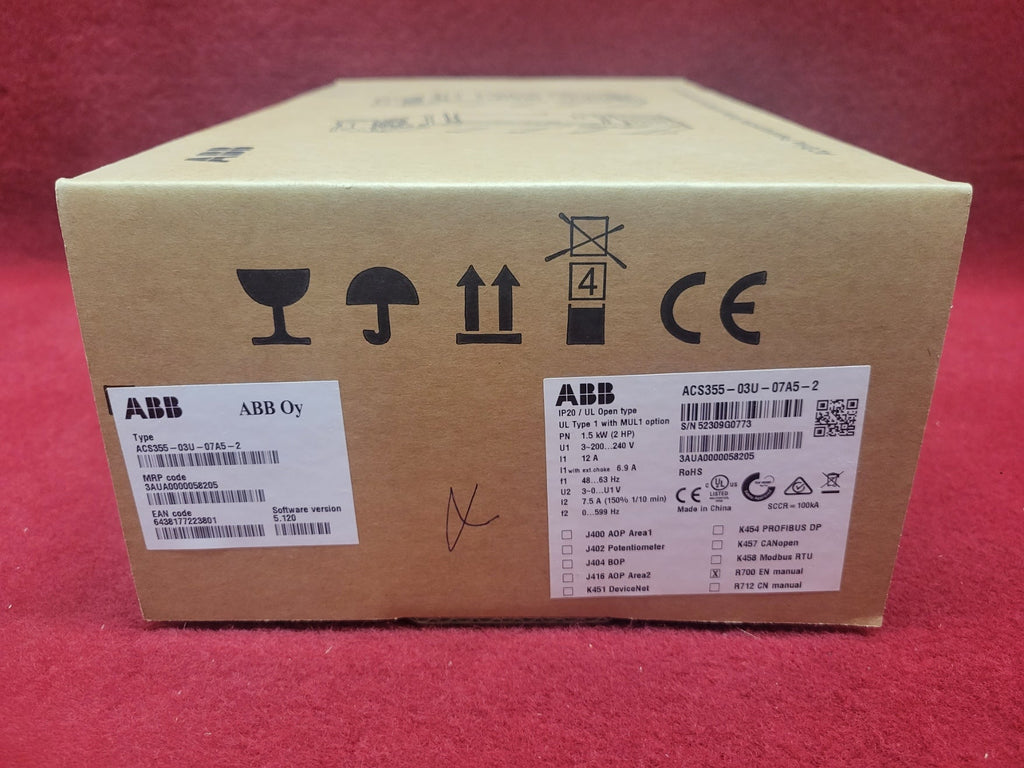 ABB
4
CE
ABB ABB Oy
Type
ACS355-03U-07A5-2
MRP code
3AUA0000058205
EAN code
6438177223801
Software version
5.120
ABB
ACS355-03U-07A5-2
IP20 / UL Open type
UL Type 1 with MUL1 option
PN 1.5 kW (2 HP)
U1 3~200...240 V
I1 12 A
I1 with ext.choke 6.9 A
f1 48...63 Hz
U2 3~0...U1 V
I2 7.5 A (150% 1/10 min)
f2 0...599 Hz
S/N 52309G0773
3AUA0000058205
RoHS
CE
C UL US
LISTED
Made in China
SCCR = 100kA
J400 AOP Area1
J402 Potentiometer
J404 BOP
J416 AOP Area2
K451 DeviceNet
K454 PROFIBUS DP
K457 CANopen
K458 Modbus RTU
X R700 EN manual
R712 CN manual